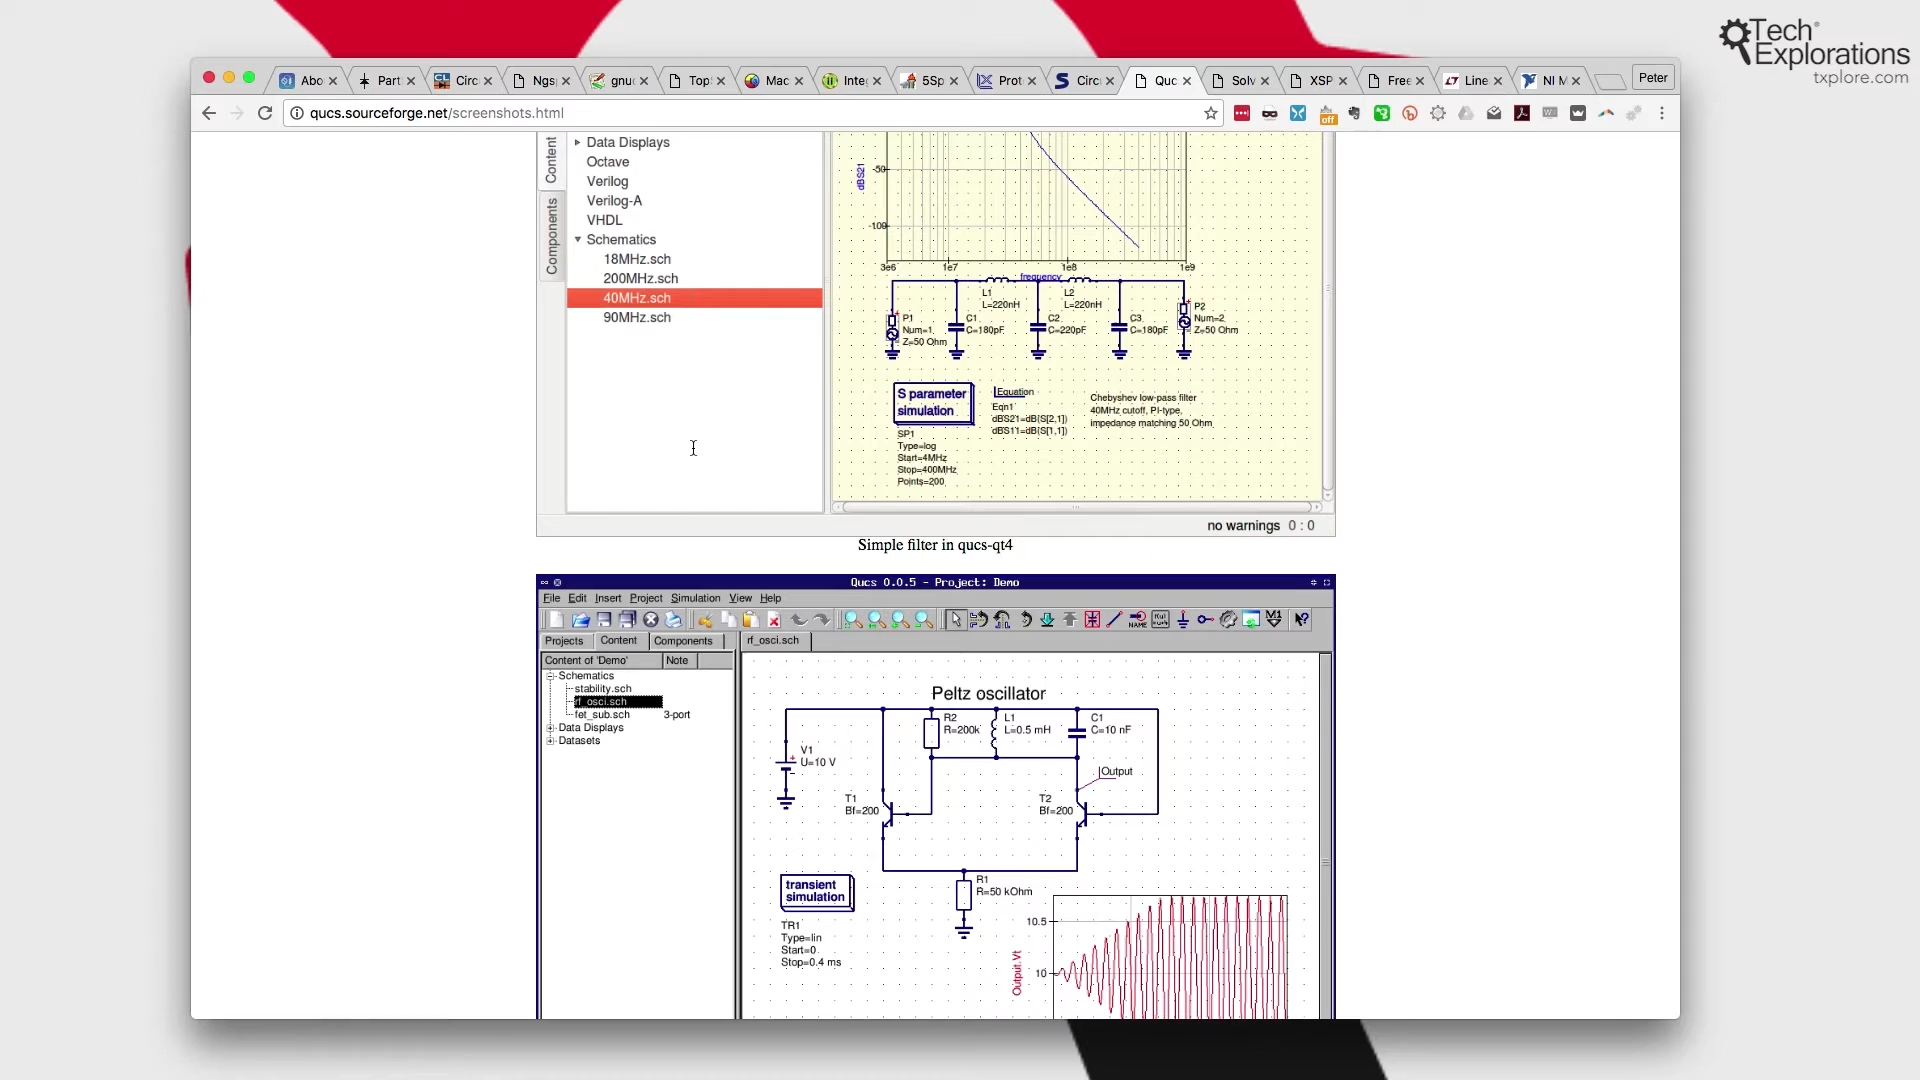 Tech
Explorations
txplore.com
Abo
Part
Circ
Ngs
gnuc
Top
Mac
Inte
5Sp
Prot
Circ
Quc
Solv
XSP
Free
Line
NI M
Peter
qucs.sourceforge.net/screenshots.html
off
Content
Components
Data Displays
Octave
Verilog
Verilog-A
VHDL
Schematics
18MHz.sch
200MHz.sch
40MHz.sch
90MHz.sch
dBS21
-50
-100
3e6
1e7
1e8
1e9
frequency
L1
L=220nH
L2
L=220nH
P1
Num=1
Z=50 Ohm
C1
C=180pF
C2
C=220pF
C3
C=180pF
P2
Num=2
Z=50 Ohm
S parameter
simulation
SP1
Type=log
Start=4MHz
Stop=400MHz
Points=200
Equation
Eqn1
dBS21=dB(S[2,1])
dBS11=dB(S[1,1])
Chebyshev low-pass filter
40MHz cutoff, PI-type,
impedance matching 50 Ohm
no warnings 0 : 0
Simple filter in qucs-qt4
Qucs 0.0.5 - Project: Demo
File Edit Insert Project Simulation View Help
NAME
Projects Content Components
rf_osci.sch
Content of 'Demo' Note
Schematics
stability.sch
rf_osci.sch
fet_sub.sch 3-port
Data Displays
Datasets
Peltz oscillator
R2
R=200k
L1
L=0.5 mH
C1
C=10 nF
V1
U=10 V
Output
T1
Bf=200
T2
Bf=200
R1
R=50 kOhm
transient
simulation
TR1
Type=lin
Start=0
Stop=0.4 ms
10.5
10
Output.Vt